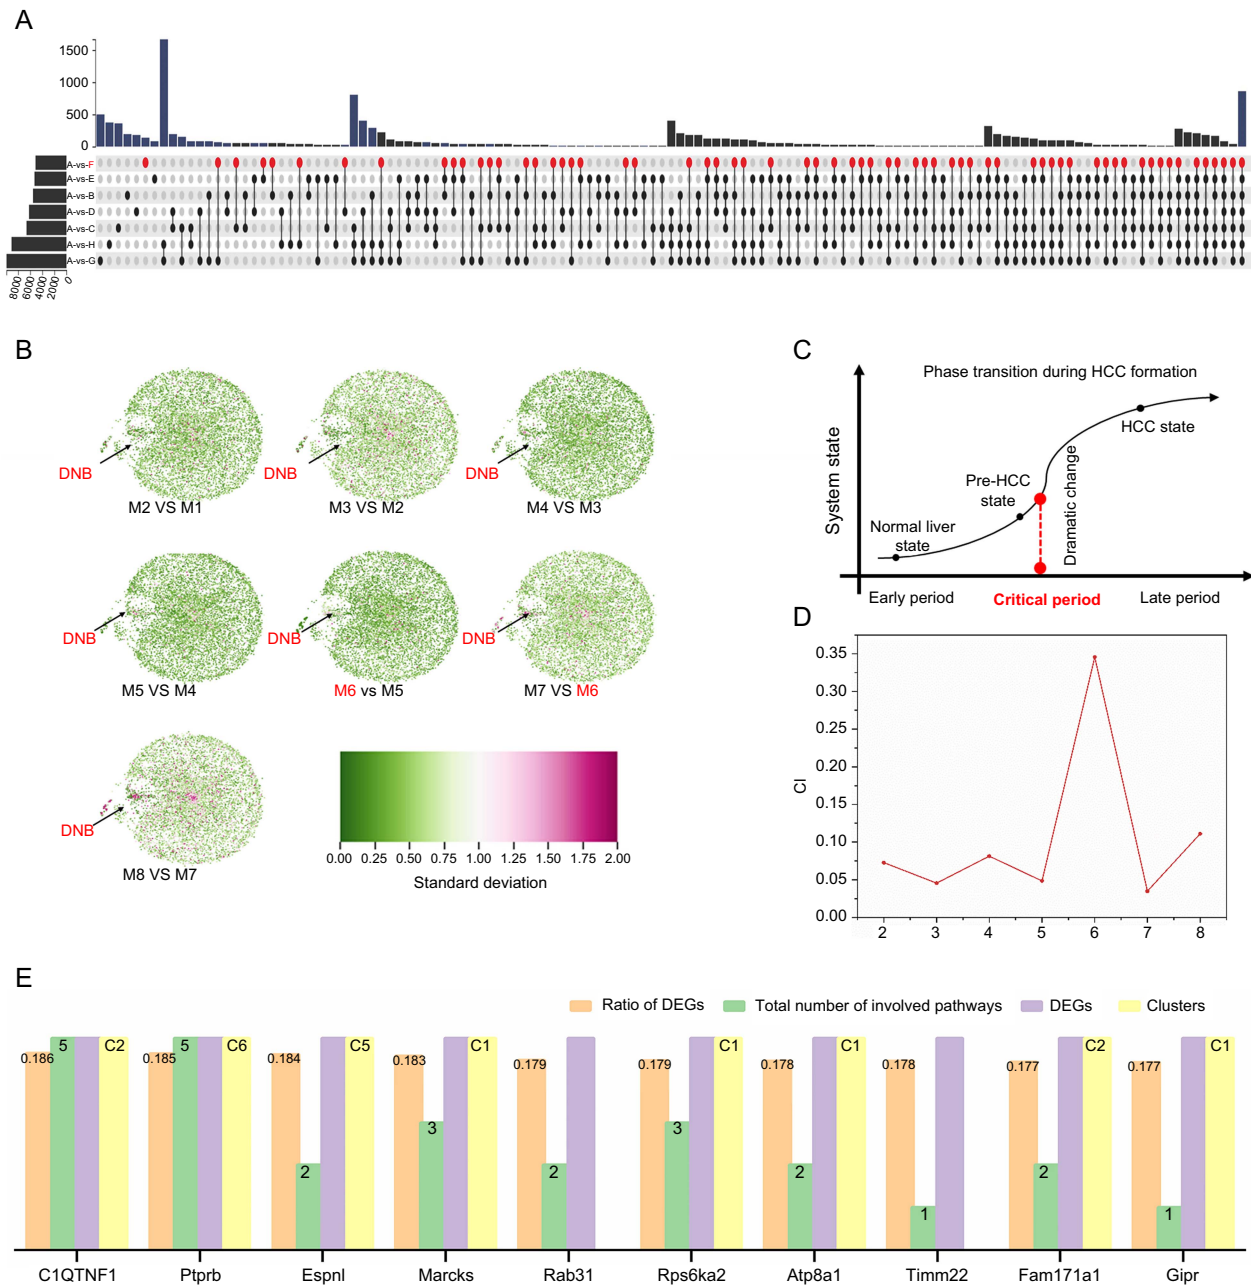 A
1500
1000
500
0
A-vs-F
A-vs-E
A-vs-B
A-vs-D
A-vs-C
A-vs-H
A-vs-G
8000
6000
4000
2000
0
B
DNB
M2 VS M1
DNB
M3 VS M2
DNB
M4 VS M3
DNB
M5 VS M4
DNB
M6 vs M5
DNB
M7 VS M6
DNB
M8 VS M7
0.00 0.25 0.50 0.75 1.00 1.25 1.50 1.75 2.00
Standard deviation
C
Phase transition during HCC formation
System state
HCC state
Pre-HCC
state
Dramatic change
Normal liver
state
Early period
Critical period
Late period
D
0.35
0.30
0.25
0.20
0.15
0.10
0.05
0.00
CI
2 3 4 5 6 7 8
E
Ratio of DEGs
Total number of involved pathways
DEGs
Clusters
0.186 5 C2
0.185 5 C6
0.184 2 C5
0.183 3 C1
0.179 2
0.179 3 C1
0.178 2 C1
0.178 1
0.177 2 C2
0.177 1 C1
C1QTNF1 Ptprb Espnl Marcks Rab31 Rps6ka2 Atp8a1 Timm22 Fam171a1 Gipr